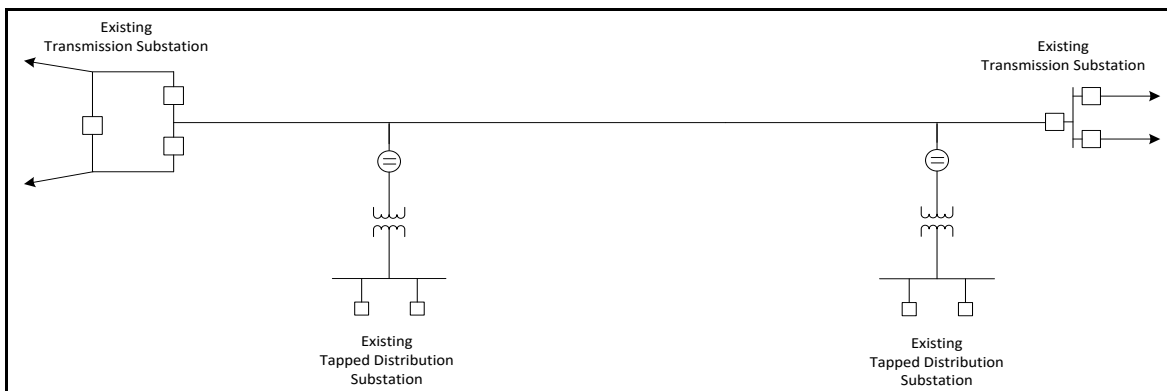 Existing
Transmission Substation
Existing
Transmission Substation
Existing
Tapped Distribution
Substation
Existing
Tapped Distribution
Substation